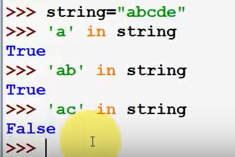 >>> string="abcde"
>>> 'a' in string
True
>>> 'ab' in string
True
>>> 'ac' in string
False
>>>